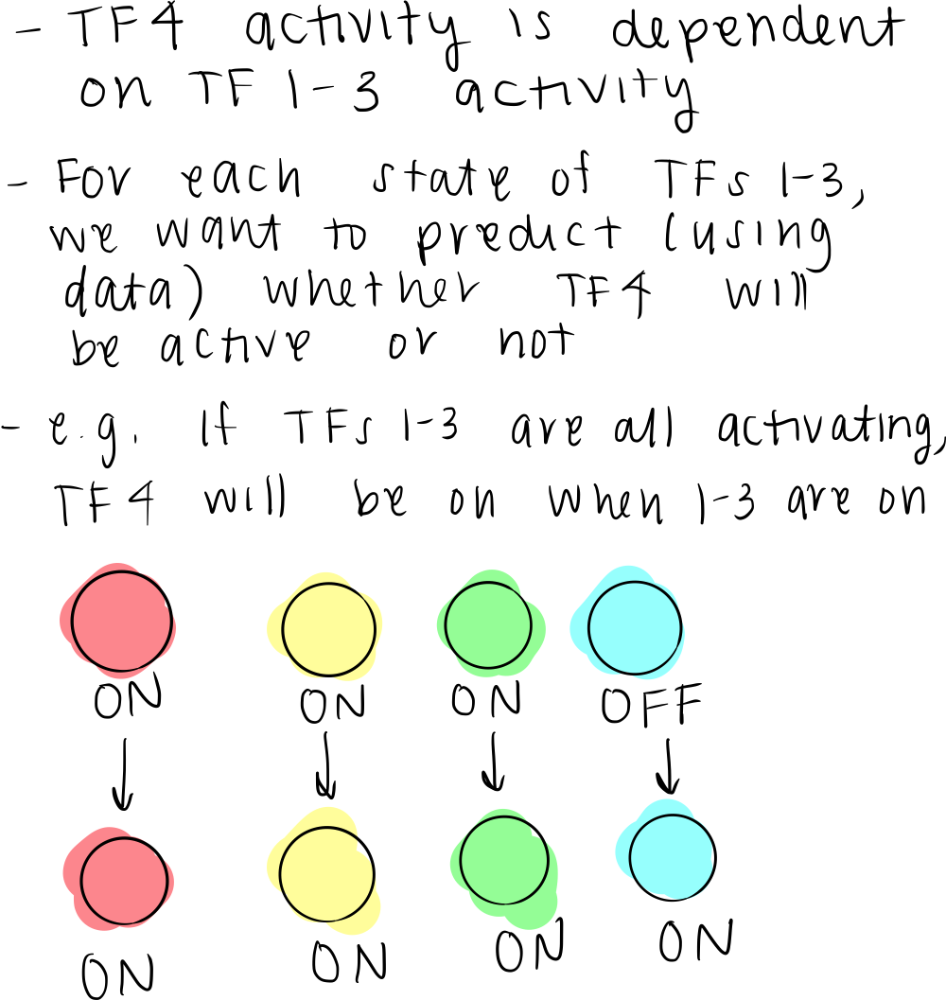 - TF4 activity is dependent
on TF 1-3 activity
- For each state of TFs 1-3,
we want to predict (using
data) whether TF4 will
be active or not
- e.g. If TFs 1-3 are all activating,
TF4 will be on when 1-3 are on
ON ON ON OFF
ON ON ON ON